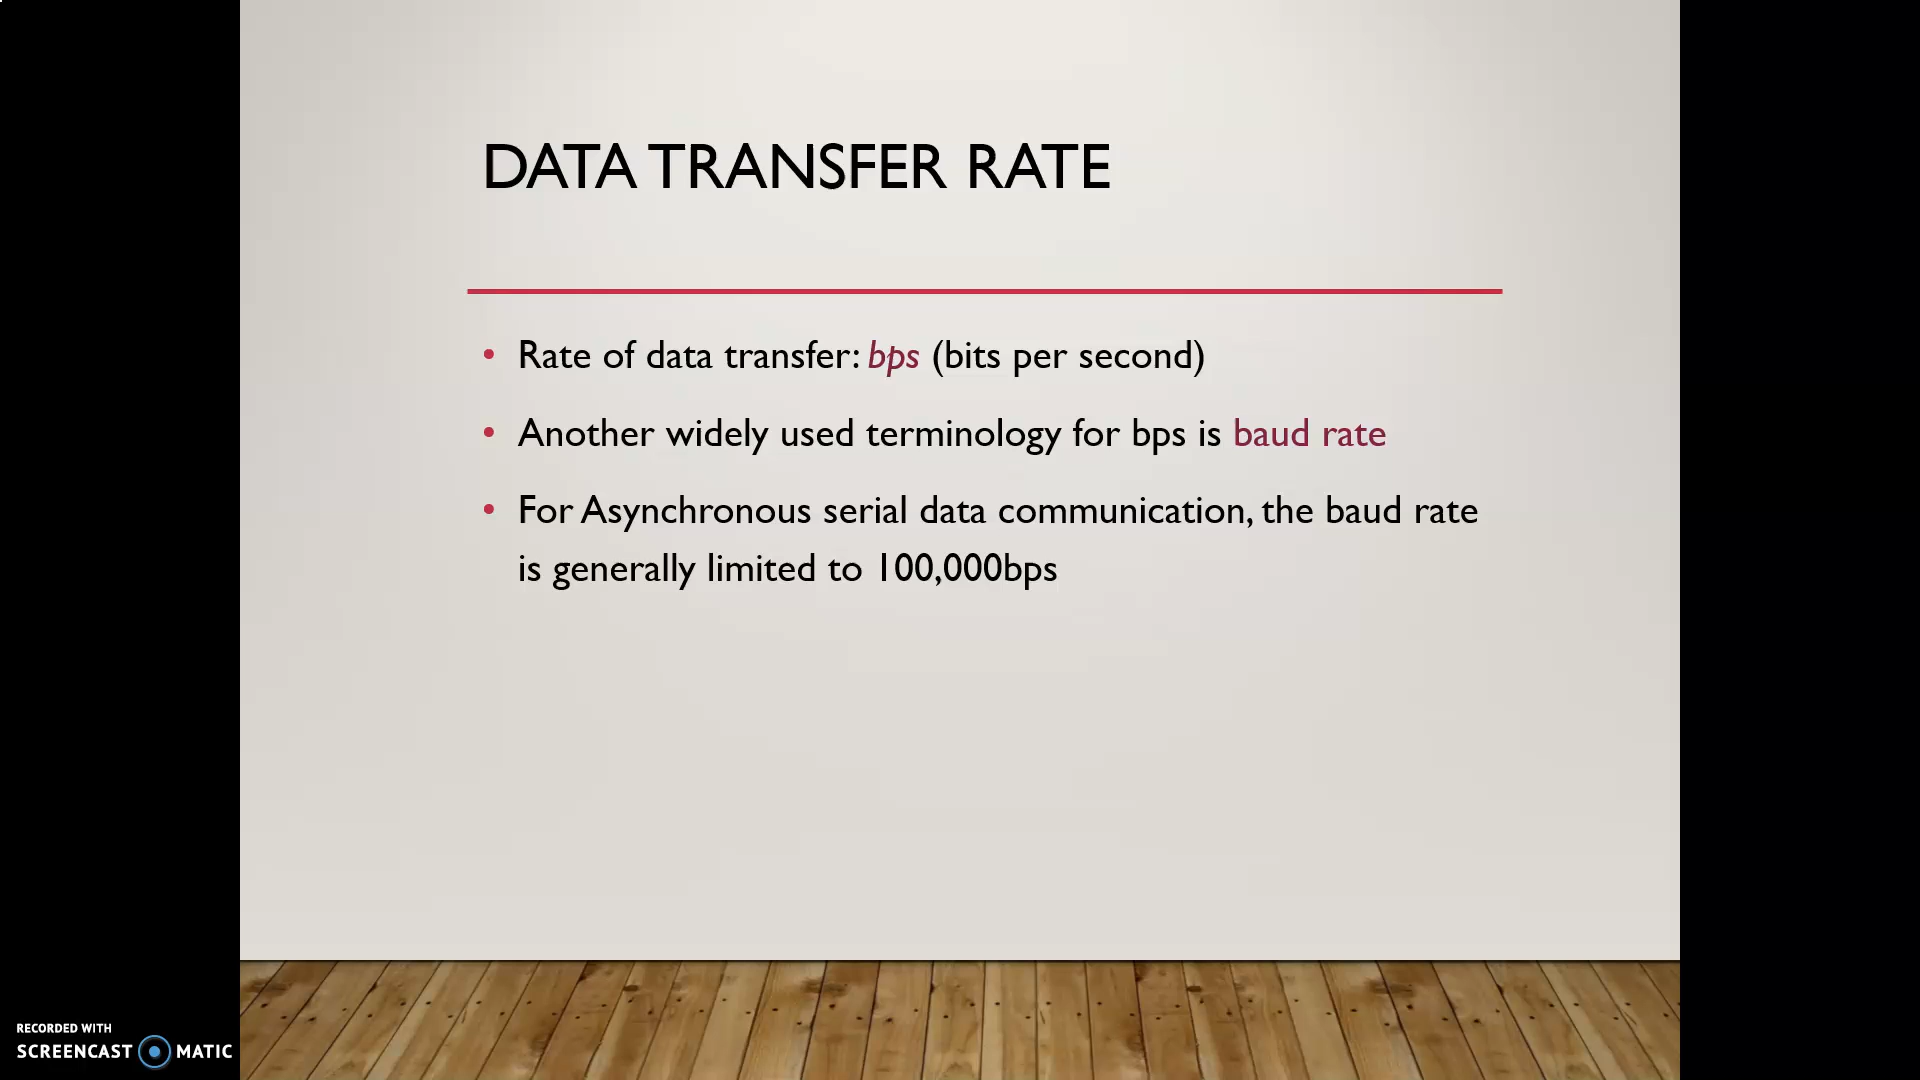 DATA TRANSFER RATE
• Rate of data transfer: bps (bits per second)
• Another widely used terminology for bps is baud rate
• For Asynchronous serial data communication, the baud rate
is generally limited to 100,000bps
RECORDED WITH
SCREENCAST MATIC